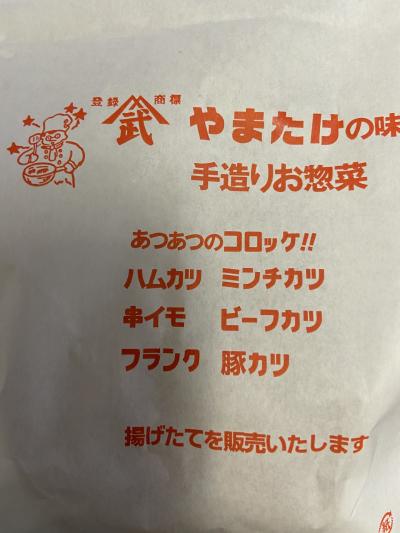 登録 武 商標
やまたけの味
手造りお惣菜
あつあつのコロッケ!!
ハムカツ ミンチカツ
串イモ ビーフカツ
フランク 豚カツ
揚げたてを販売いたします